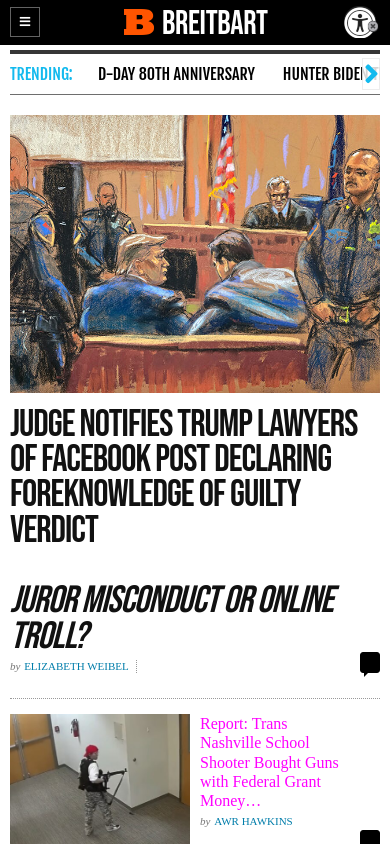 BREITBART
TRENDING: D-DAY 80TH ANNIVERSARY HUNTER BIDEN
JUDGE NOTIFIES TRUMP LAWYERS
OF FACEBOOK POST DECLARING
FOREKNOWLEDGE OF GUILTY
VERDICT
JUROR MISCONDUCT OR ONLINE
TROLL?
by ELIZABETH WEIBEL
Report: Trans
Nashville School
Shooter Bought Guns
with Federal Grant
Money…
by AWR HAWKINS